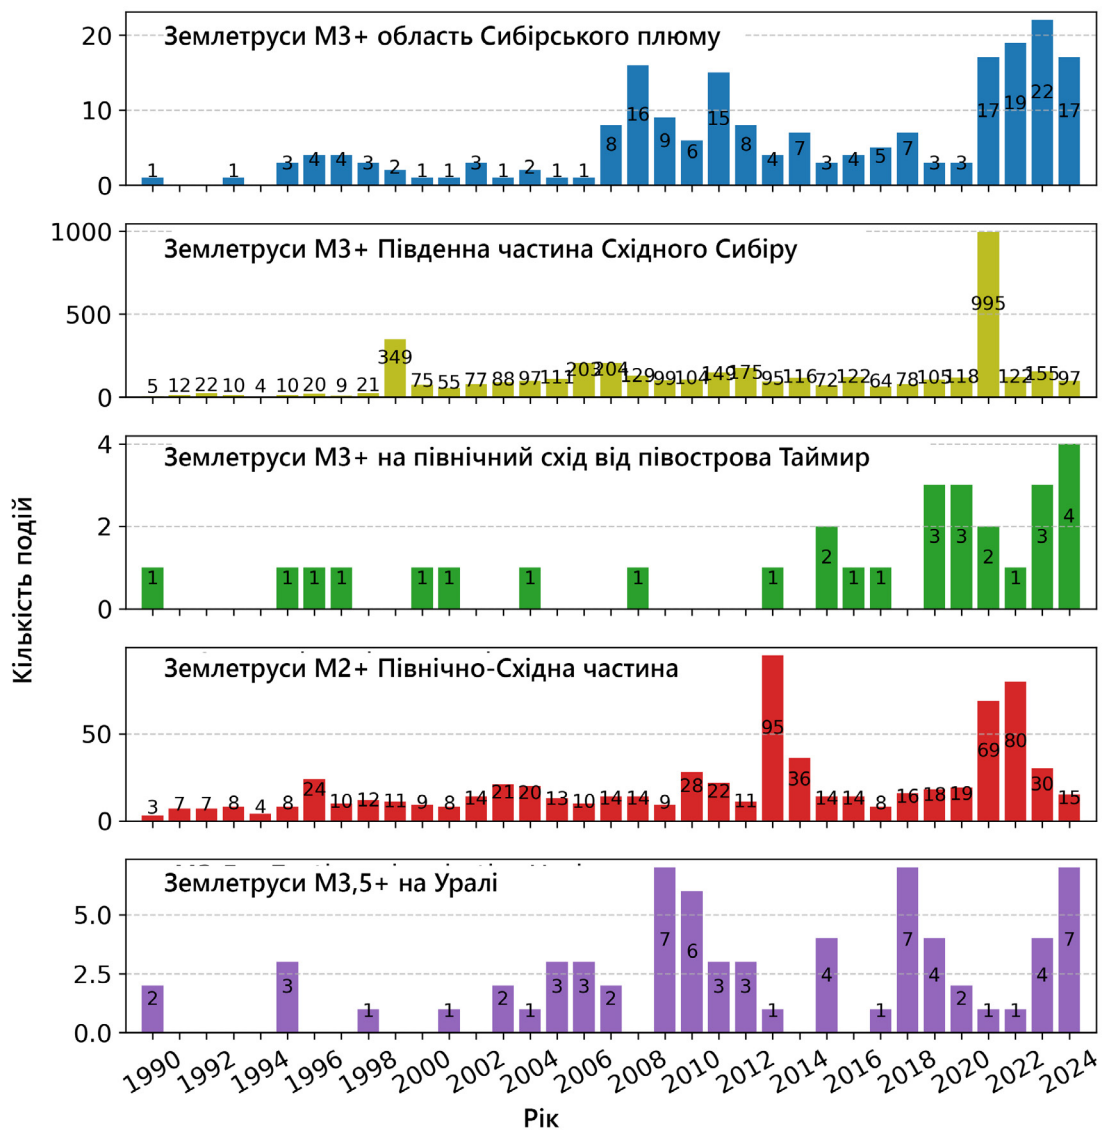 Землетруси М3+ область Сибірського плюму
20
10
0
1 1 3 4 4 3 2 1 1 3 1 2 1 1 8 16 9 6 15 8 4 7 3 4 5 7 3 3 17 19 22 17
Землетруси М3+ Південна частина Східного Сибіру
1000
500
0
5 12 22 10 4 10 20 9 21 349 75 55 77 88 97 111 203 204 129 99 104 149 175 95 116 72 122 64 78 105 118 995 122 155 97
Землетруси М3+ на північний схід від півострова Таймир
4
2
0
1 1 1 1 1 1 1 1 1 2 1 1 3 3 2 1 3 4
Землетруси М2+ Північно-Східна частина
50
0
3 7 7 8 4 8 24 10 12 11 9 8 14 21 20 13 10 14 14 9 28 22 11 95 36 14 14 8 16 18 19 69 80 30 15
Землетруси М3,5+ на Уралі
5.0
2.5
0.0
2 3 1 1 2 1 3 3 2 7 6 3 3 1 4 1 7 4 2 1 1 4 7
1990 1992 1994 1996 1998 2000 2002 2004 2006 2008 2010 2012 2014 2016 2018 2020 2022 2024
Рік
Кількість подій